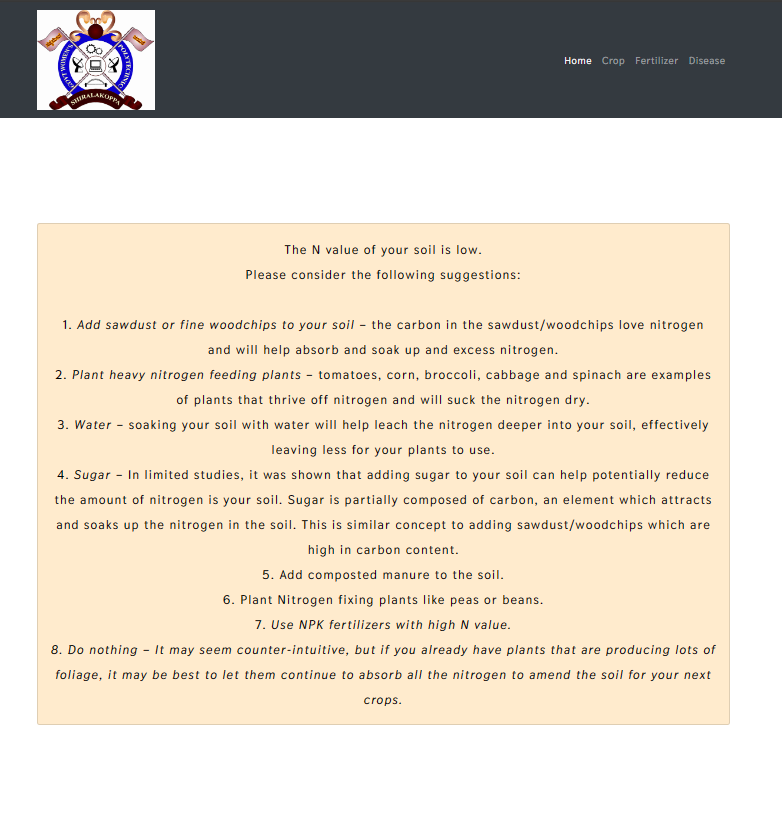 GOVT WOMEN'S POLYTECHNIC
SHIRALAKOPPA
Home Crop Fertilizer Disease
The N value of your soil is low.
Please consider the following suggestions:
1. Add sawdust or fine woodchips to your soil – the carbon in the sawdust/woodchips love nitrogen
and will help absorb and soak up and excess nitrogen.
2. Plant heavy nitrogen feeding plants – tomatoes, corn, broccoli, cabbage and spinach are examples
of plants that thrive off nitrogen and will suck the nitrogen dry.
3. Water – soaking your soil with water will help leach the nitrogen deeper into your soil, effectively
leaving less for your plants to use.
4. Sugar – In limited studies, it was shown that adding sugar to your soil can help potentially reduce
the amount of nitrogen is your soil. Sugar is partially composed of carbon, an element which attracts
and soaks up the nitrogen in the soil. This is similar concept to adding sawdust/woodchips which are
high in carbon content.
5. Add composted manure to the soil.
6. Plant Nitrogen fixing plants like peas or beans.
7. Use NPK fertilizers with high N value.
8. Do nothing – It may seem counter-intuitive, but if you already have plants that are producing lots of
foliage, it may be best to let them continue to absorb all the nitrogen to amend the soil for your next
crops.